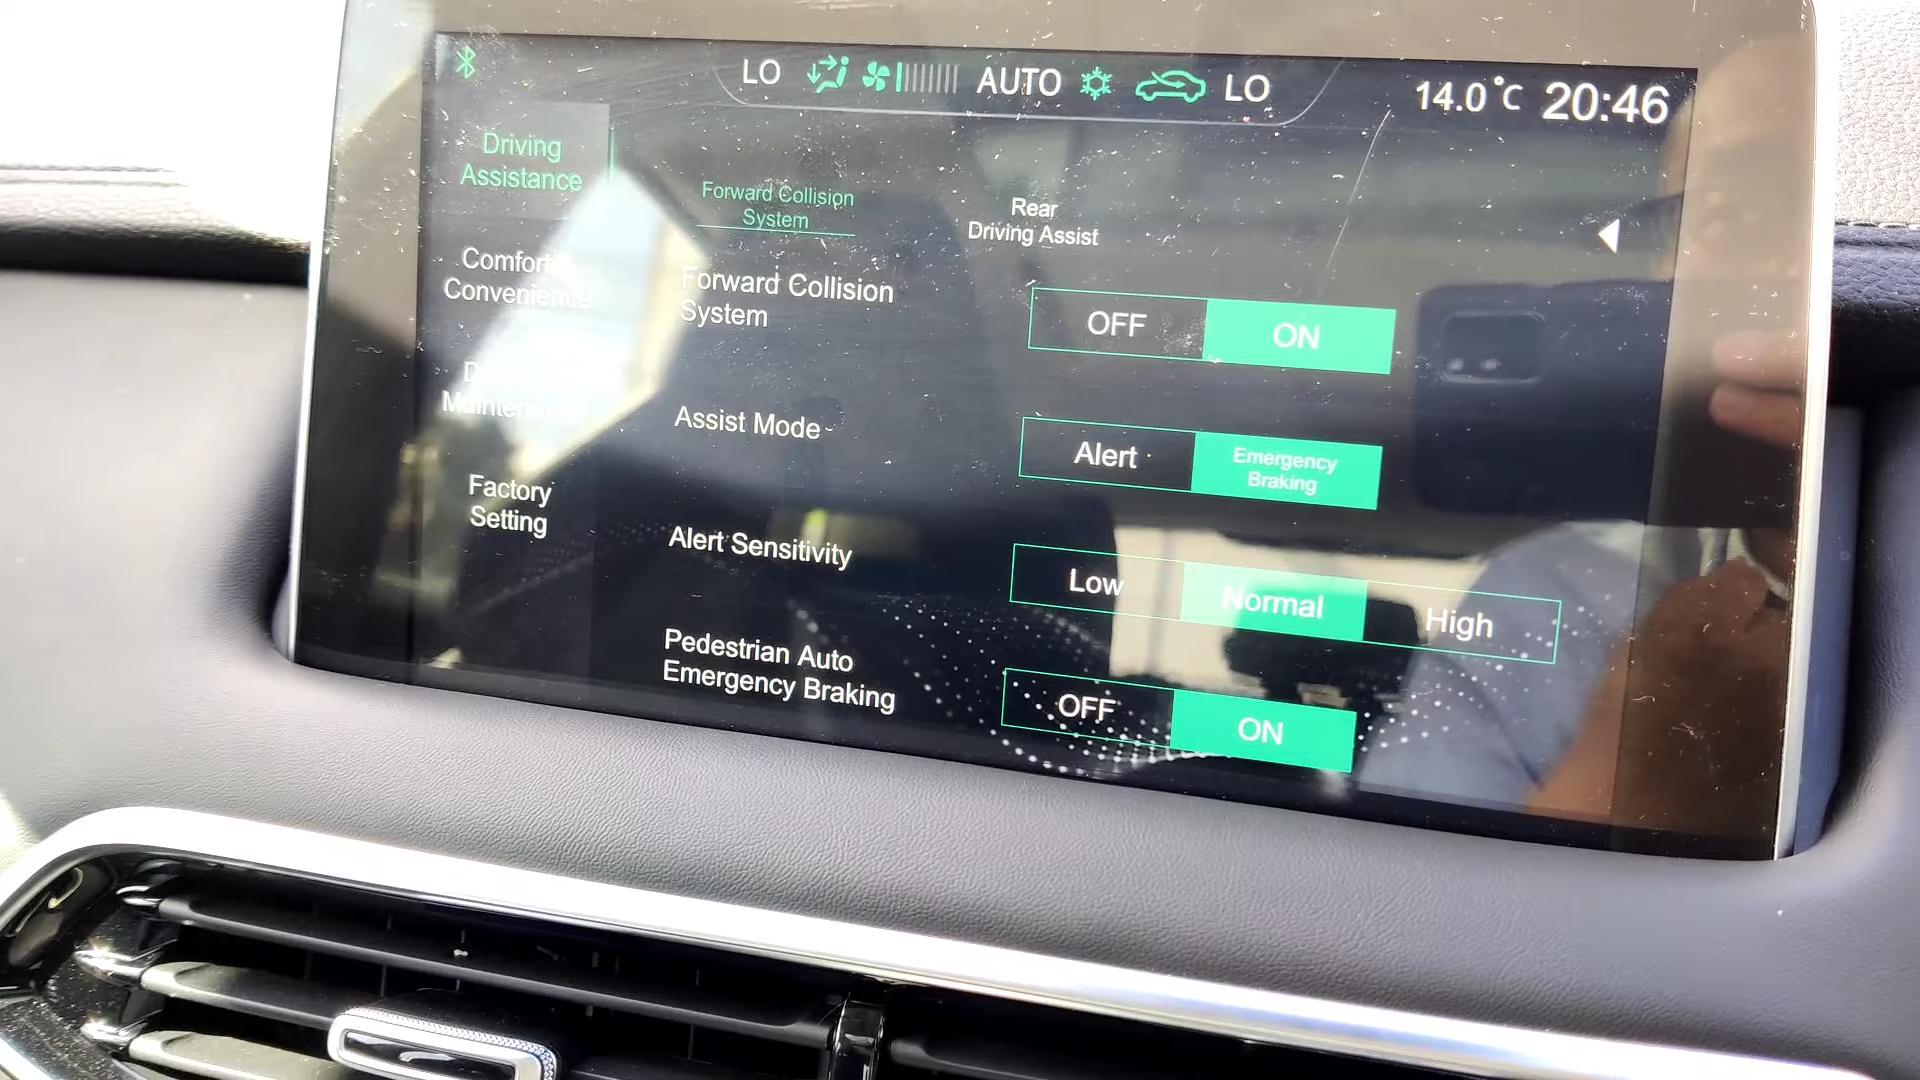 LO AUTO LO 14.0°C 20:46
Driving
Assistance
Comfort
Convenience
Factory
Setting
Forward Collision
System
Rear
Driving Assist
Forward Collision
System
OFF ON
Assist Mode
Alert
Emergency
Braking
Alert Sensitivity
Low Normal High
Pedestrian Auto
Emergency Braking
OFF ON